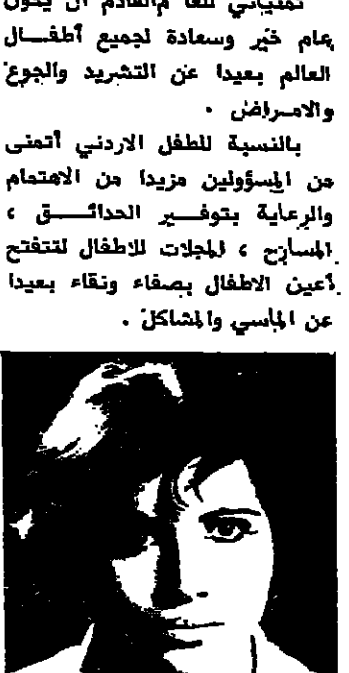 تمنياتي للعام القادم ان يكون
عام خير وسعادة لجميع أطفـــال
العالم بعيدا عن التشريد والجوع
والامــراض .
بالنسبة للطفل الاردني أتمنى
من المسؤولين مزيدا من الاهتمام
والرعاية بتوفــير الحدائـــق ،
المسارح ، المجلات للاطفال لتتفتح
أعين الاطفال بصفاء ونقاء بعيدا
عن المآسي والمشاكل .